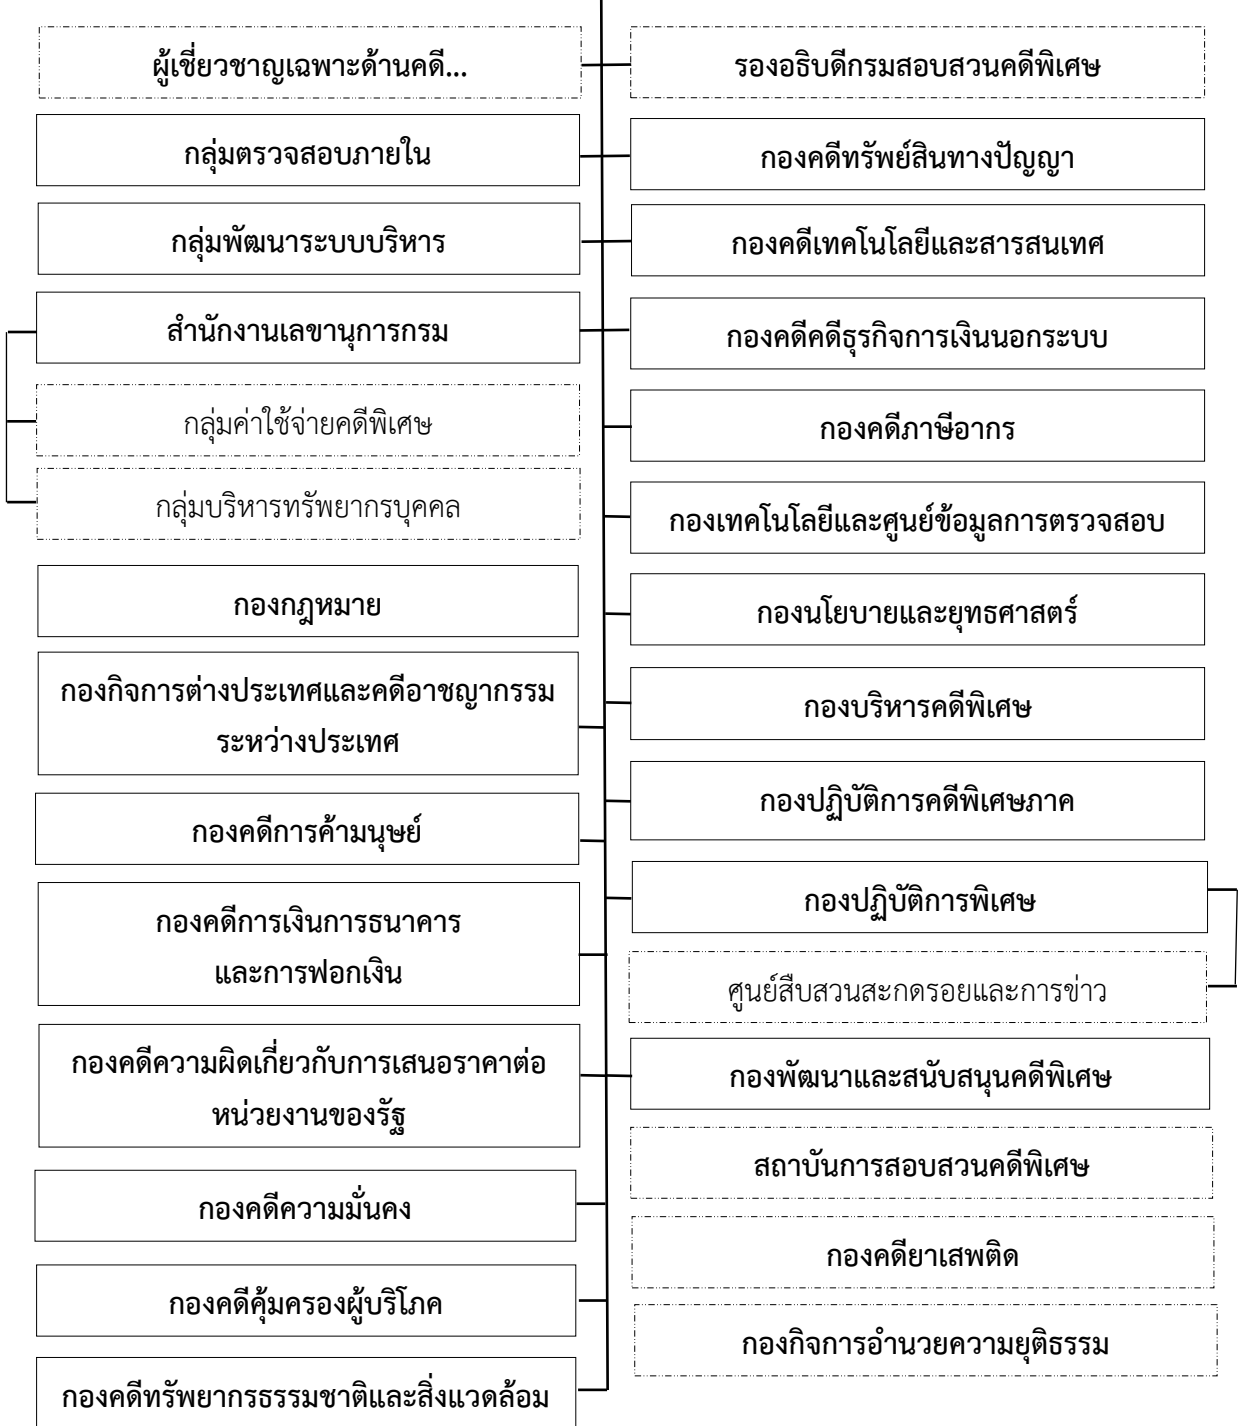 ผู้เชี่ยวชาญเฉพาะด้านคดี...
กลุ่มตรวจสอบภายใน
กลุ่มพัฒนาระบบบริหาร
สำนักงานเลขานุการกรม
กลุ่มค่าใช้จ่ายคดีพิเศษ
กลุ่มบริหารทรัพยากรบุคคล
กองกฎหมาย
กองกิจการต่างประเทศและคดีอาชญากรรม
ระหว่างประเทศ
กองคดีการค้ามนุษย์
กองคดีการเงินการธนาคาร
และการฟอกเงิน
กองคดีความผิดเกี่ยวกับการเสนอราคาต่อ
หน่วยงานของรัฐ
กองคดีความมั่นคง
กองคดีคุ้มครองผู้บริโภค
กองคดีทรัพยากรธรรมชาติและสิ่งแวดล้อม
รองอธิบดีกรมสอบสวนคดีพิเศษ
กองคดีทรัพย์สินทางปัญญา
กองคดีเทคโนโลยีและสารสนเทศ
กองคดีคดีธุรกิจการเงินนอกระบบ
กองคดีภาษีอากร
กองเทคโนโลยีและศูนย์ข้อมูลการตรวจสอบ
กองนโยบายและยุทธศาสตร์
กองบริหารคดีพิเศษ
กองปฏิบัติการคดีพิเศษภาค
กองปฏิบัติการพิเศษ
ศูนย์สืบสวนสะกดรอยและการข่าว
กองพัฒนาและสนับสนุนคดีพิเศษ
สถาบันการสอบสวนคดีพิเศษ
กองคดียาเสพติด
กองกิจการอำนวยความยุติธรรม